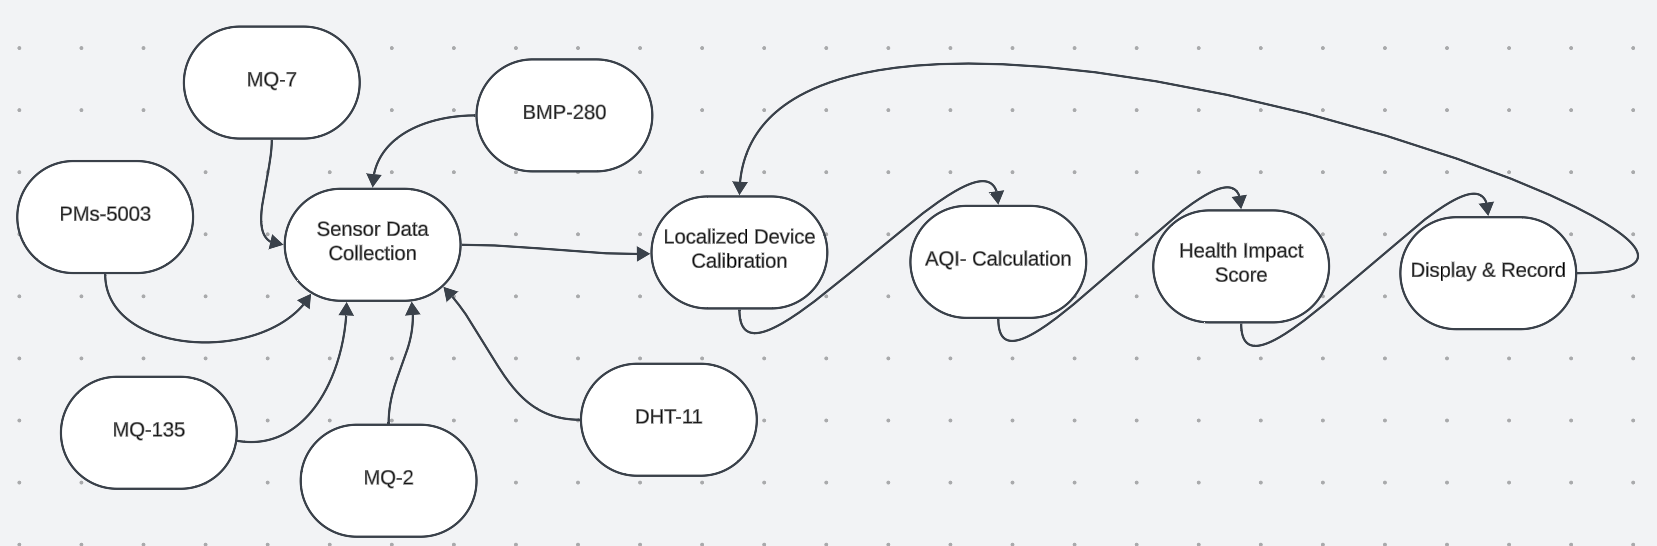 MQ-7
BMP-280
PMs-5003
Sensor Data
Collection
Localized Device
Calibration
AQI- Calculation
Health Impact
Score
Display & Record
MQ-135
MQ-2
DHT-11